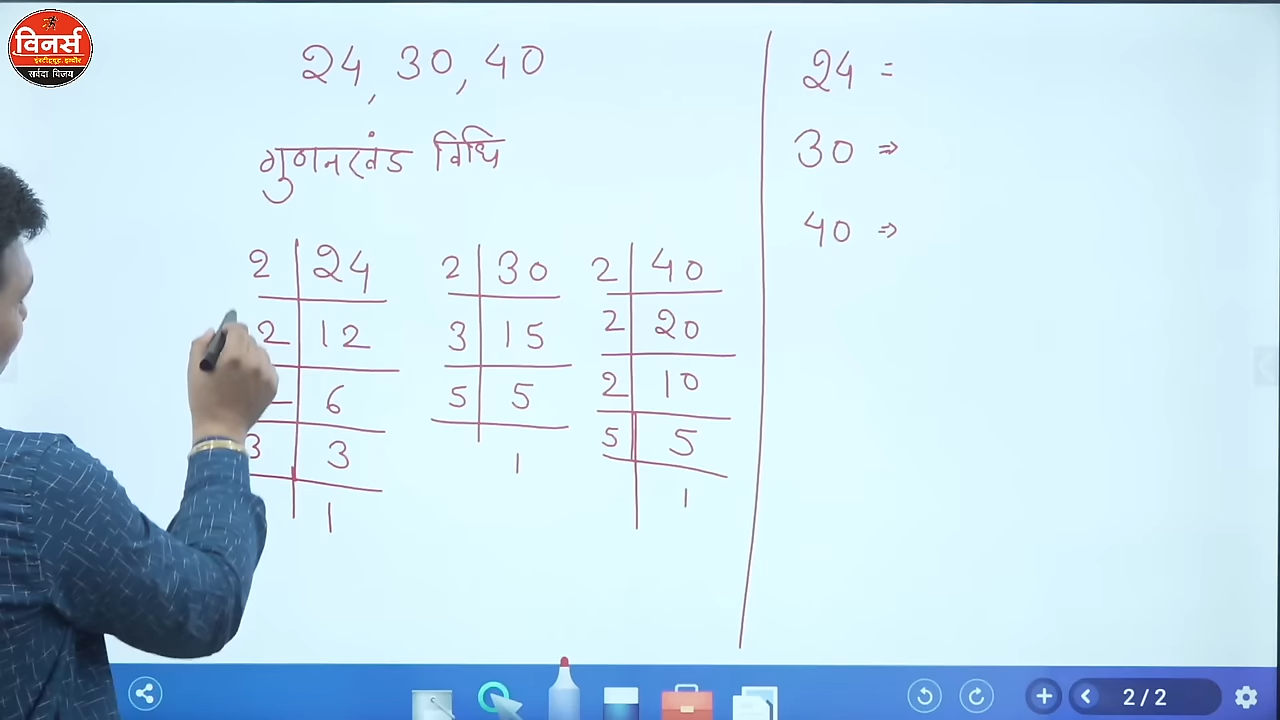 विनर्स
इंस्टीट्यूट, इन्दौर
सर्वदा विजय
24, 30, 40
गुणनखंड विधि
2 24
2 12
6
3 3
1
2 30
3 15
5 5
1
2 40
2 20
2 10
5 5
1
24 =
30 ⇒
40 ⇒
2 / 2